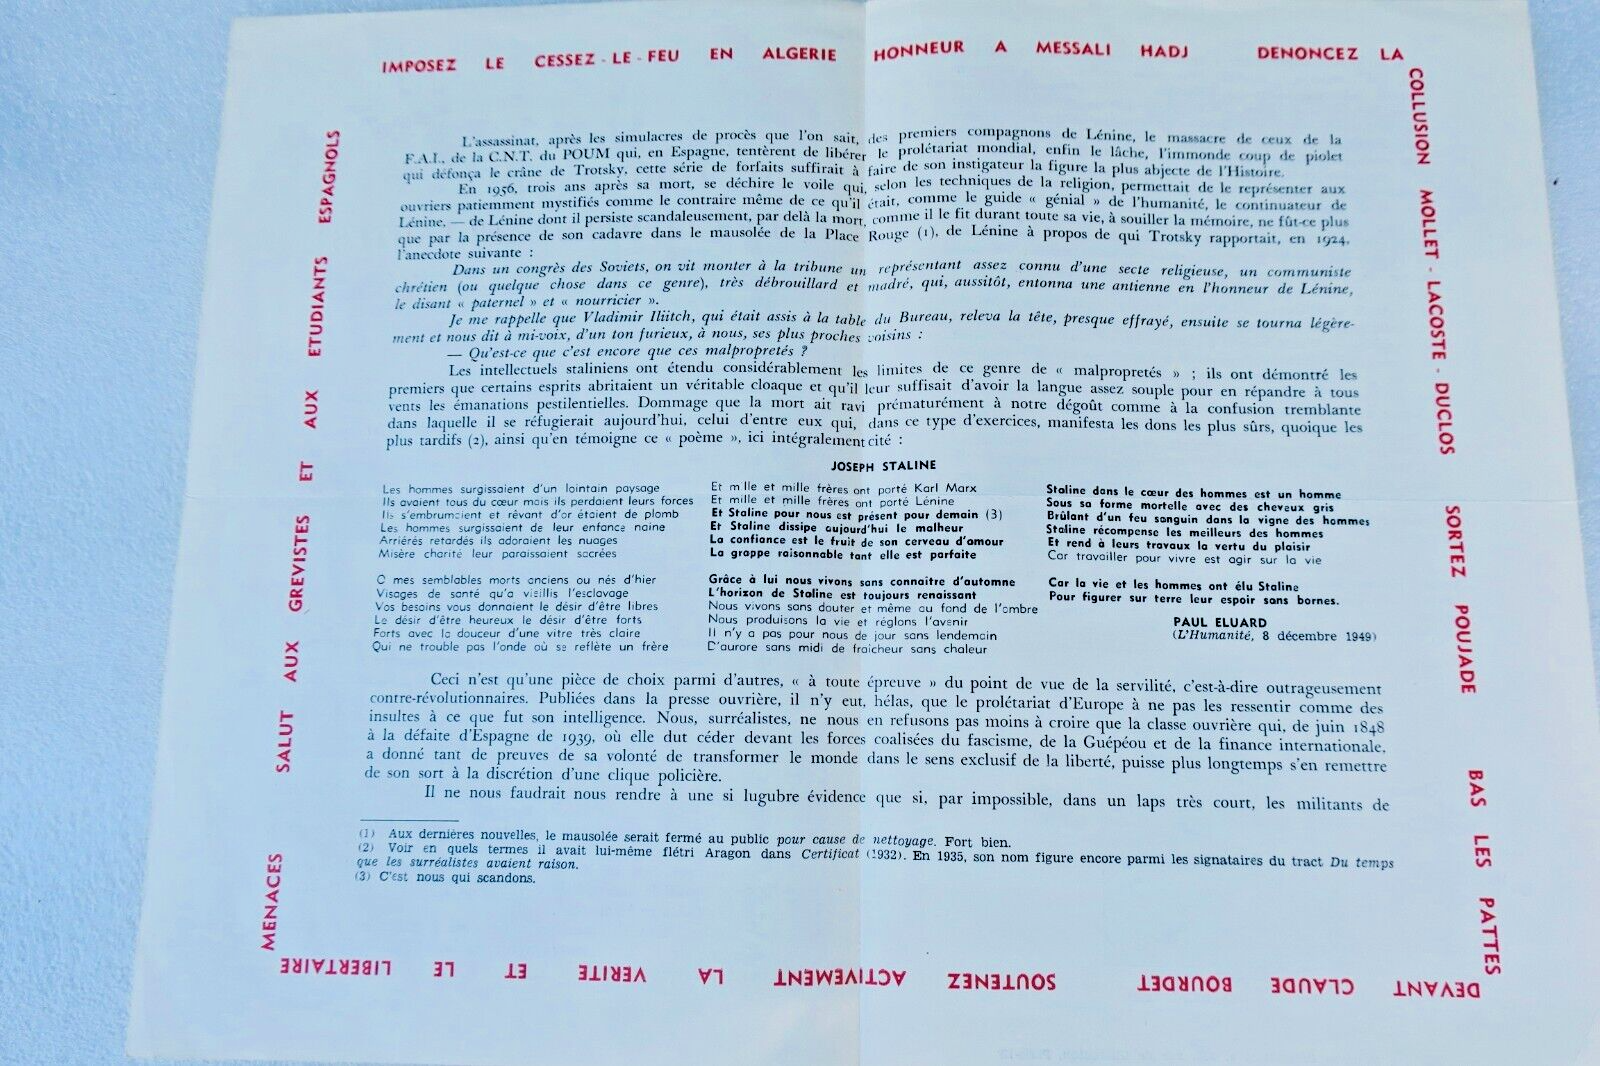 IMPOSEZ LE CESSEZ-LE-FEU EN ALGERIE HONNEUR A MESSALI HADJ DENONCEZ LA
COLLUSION MOLLET - LACOSTE - DUCLOS SORTEZ POUJADE BAS LES PATTES
DEVANT CLAUDE BOURDET SOUTENEZ ACTIVEMENT LA VERITE ET LE LIBERTAIRE
MENACES SALUT AUX GREVISTES ET AUX ETUDIANTS ESPAGNOLS
L'assassinat, après les simulacres de procès que l'on sait, des premiers compagnons de Lénine, le massacre de ceux de la
F.A.I., de la C.N.T. du POUM qui, en Espagne, tentèrent de libérer le prolétariat mondial, enfin le lâche, l'immonde coup de piolet
qui défonça le crâne de Trotsky, cette série de forfaits suffirait à faire de son instigateur la figure la plus abjecte de l'Histoire.
En 1956, trois ans après sa mort, se déchire le voile qui, selon les techniques de la religion, permettait de le représenter aux
ouvriers patiemment mystifiés comme le contraire même de ce qu'il était, comme le guide « génial » de l'humanité, le continuateur de
Lénine, — de Lénine dont il persiste scandaleusement, par delà la mort, comme il le fit durant toute sa vie, à souiller la mémoire, ne fût-ce plus
que par la présence de son cadavre dans le mausolée de la Place Rouge (1), de Lénine à propos de qui Trotsky rapportait, en 1924,
l'anecdote suivante :
Dans un congrès des Soviets, on vit monter à la tribune un représentant assez connu d'une secte religieuse, un communiste
chrétien (ou quelque chose dans ce genre), très débrouillard et madré, qui, aussitôt, entonna une antienne en l'honneur de Lénine,
le disant « paternel » et « nourricier ».
Je me rappelle que Vladimir Iliitch, qui était assis à la table du Bureau, releva la tête, presque effrayé, ensuite se tourna légère-
ment et nous dit à mi-voix, d'un ton furieux, à nous, ses plus proches voisins :
— Qu'est-ce que c'est encore que ces malpropretés ?
Les intellectuels staliniens ont étendu considérablement les limites de ce genre de « malpropretés » ; ils ont démontré les
premiers que certains esprits abritaient un véritable cloaque et qu'il leur suffisait d'avoir la langue assez souple pour en répandre à tous
vents les émanations pestilentielles. Dommage que la mort ait ravi prématurément à notre dégoût comme à la confusion tremblante
dans laquelle il se réfugierait aujourd'hui, celui d'entre eux qui, dans ce type d'exercices, manifesta les dons les plus sûrs, quoique les
plus tardifs (2), ainsi qu'en témoigne ce « poème », ici intégralement cité :
JOSEPH STALINE
Les hommes surgissaient d'un lointain paysage
Ils avaient tous du cœur mais ils perdaient leurs forces
Ils s'embrumaient et rêvant d'or étaient de plomb
Les hommes surgissaient de leur enfance naine
Arriérés retardés ils adoraient les nuages
Misère charité leur paraissaient sacrées
O mes semblables morts anciens ou nés d'hier
Visages de santé qu'a vieillis l'esclavage
Vos besoins vous donnaient le désir d'être libres
Le désir d'être heureux le désir d'être forts
Forts avec la douceur d'une vitre très claire
Qui ne trouble pas l'onde où se reflète un frère
Et mille et mille frères ont porté Karl Marx
Et mille et mille frères ont porté Lénine
Et Staline pour nous est présent pour demain (3)
Et Staline dissipe aujourd'hui le malheur
La confiance est le fruit de son cerveau d'amour
La grappe raisonnable tant elle est parfaite
Grâce à lui nous vivons sans connaitre d'automne
L'horizon de Staline est toujours renaissant
Nous vivons sans douter et même au fond de l'ombre
Nous produisons la vie et réglons l'avenir
Il n'y a pas pour nous de jour sans lendemain
D'aurore sans midi de fraicheur sans chaleur
Staline dans le cœur des hommes est un homme
Sous sa forme mortelle avec des cheveux gris
Brûlant d'un feu sanguin dans la vigne des hommes
Staline récompense les meilleurs des hommes
Et rend à leurs travaux la vertu du plaisir
Car travailler pour vivre est agir sur la vie
Car la vie et les hommes ont élu Staline
Pour figurer sur terre leur espoir sans bornes.
PAUL ELUARD
(L'Humanité, 8 décembre 1949)
Ceci n'est qu'une pièce de choix parmi d'autres, « à toute épreuve » du point de vue de la servilité, c'est-à-dire outrageusement
contre-révolutionnaires. Publiées dans la presse ouvrière, il n'y eut, hélas, que le prolétariat d'Europe à ne pas les ressentir comme des
insultes à ce que fut son intelligence. Nous, surréalistes, ne nous en refusons pas moins à croire que la classe ouvrière qui, de juin 1848
à la défaite d'Espagne de 1939, où elle dut céder devant les forces coalisées du fascisme, de la Guépéou et de la finance internationale,
a donné tant de preuves de sa volonté de transformer le monde dans le sens exclusif de la liberté, puisse plus longtemps s'en remettre
de son sort à la discrétion d'une clique policière.
Il ne nous faudrait nous rendre à une si lugubre évidence que si, par impossible, dans un laps très court, les militants de
(1) Aux dernières nouvelles, le mausolée serait fermé au public pour cause de nettoyage. Fort bien.
(2) Voir en quels termes il avait lui-même flétri Aragon dans Certificat (1932). En 1935, son nom figure encore parmi les signataires du tract Du temps
que les surréalistes avaient raison.
(3) C'est nous qui scandons.